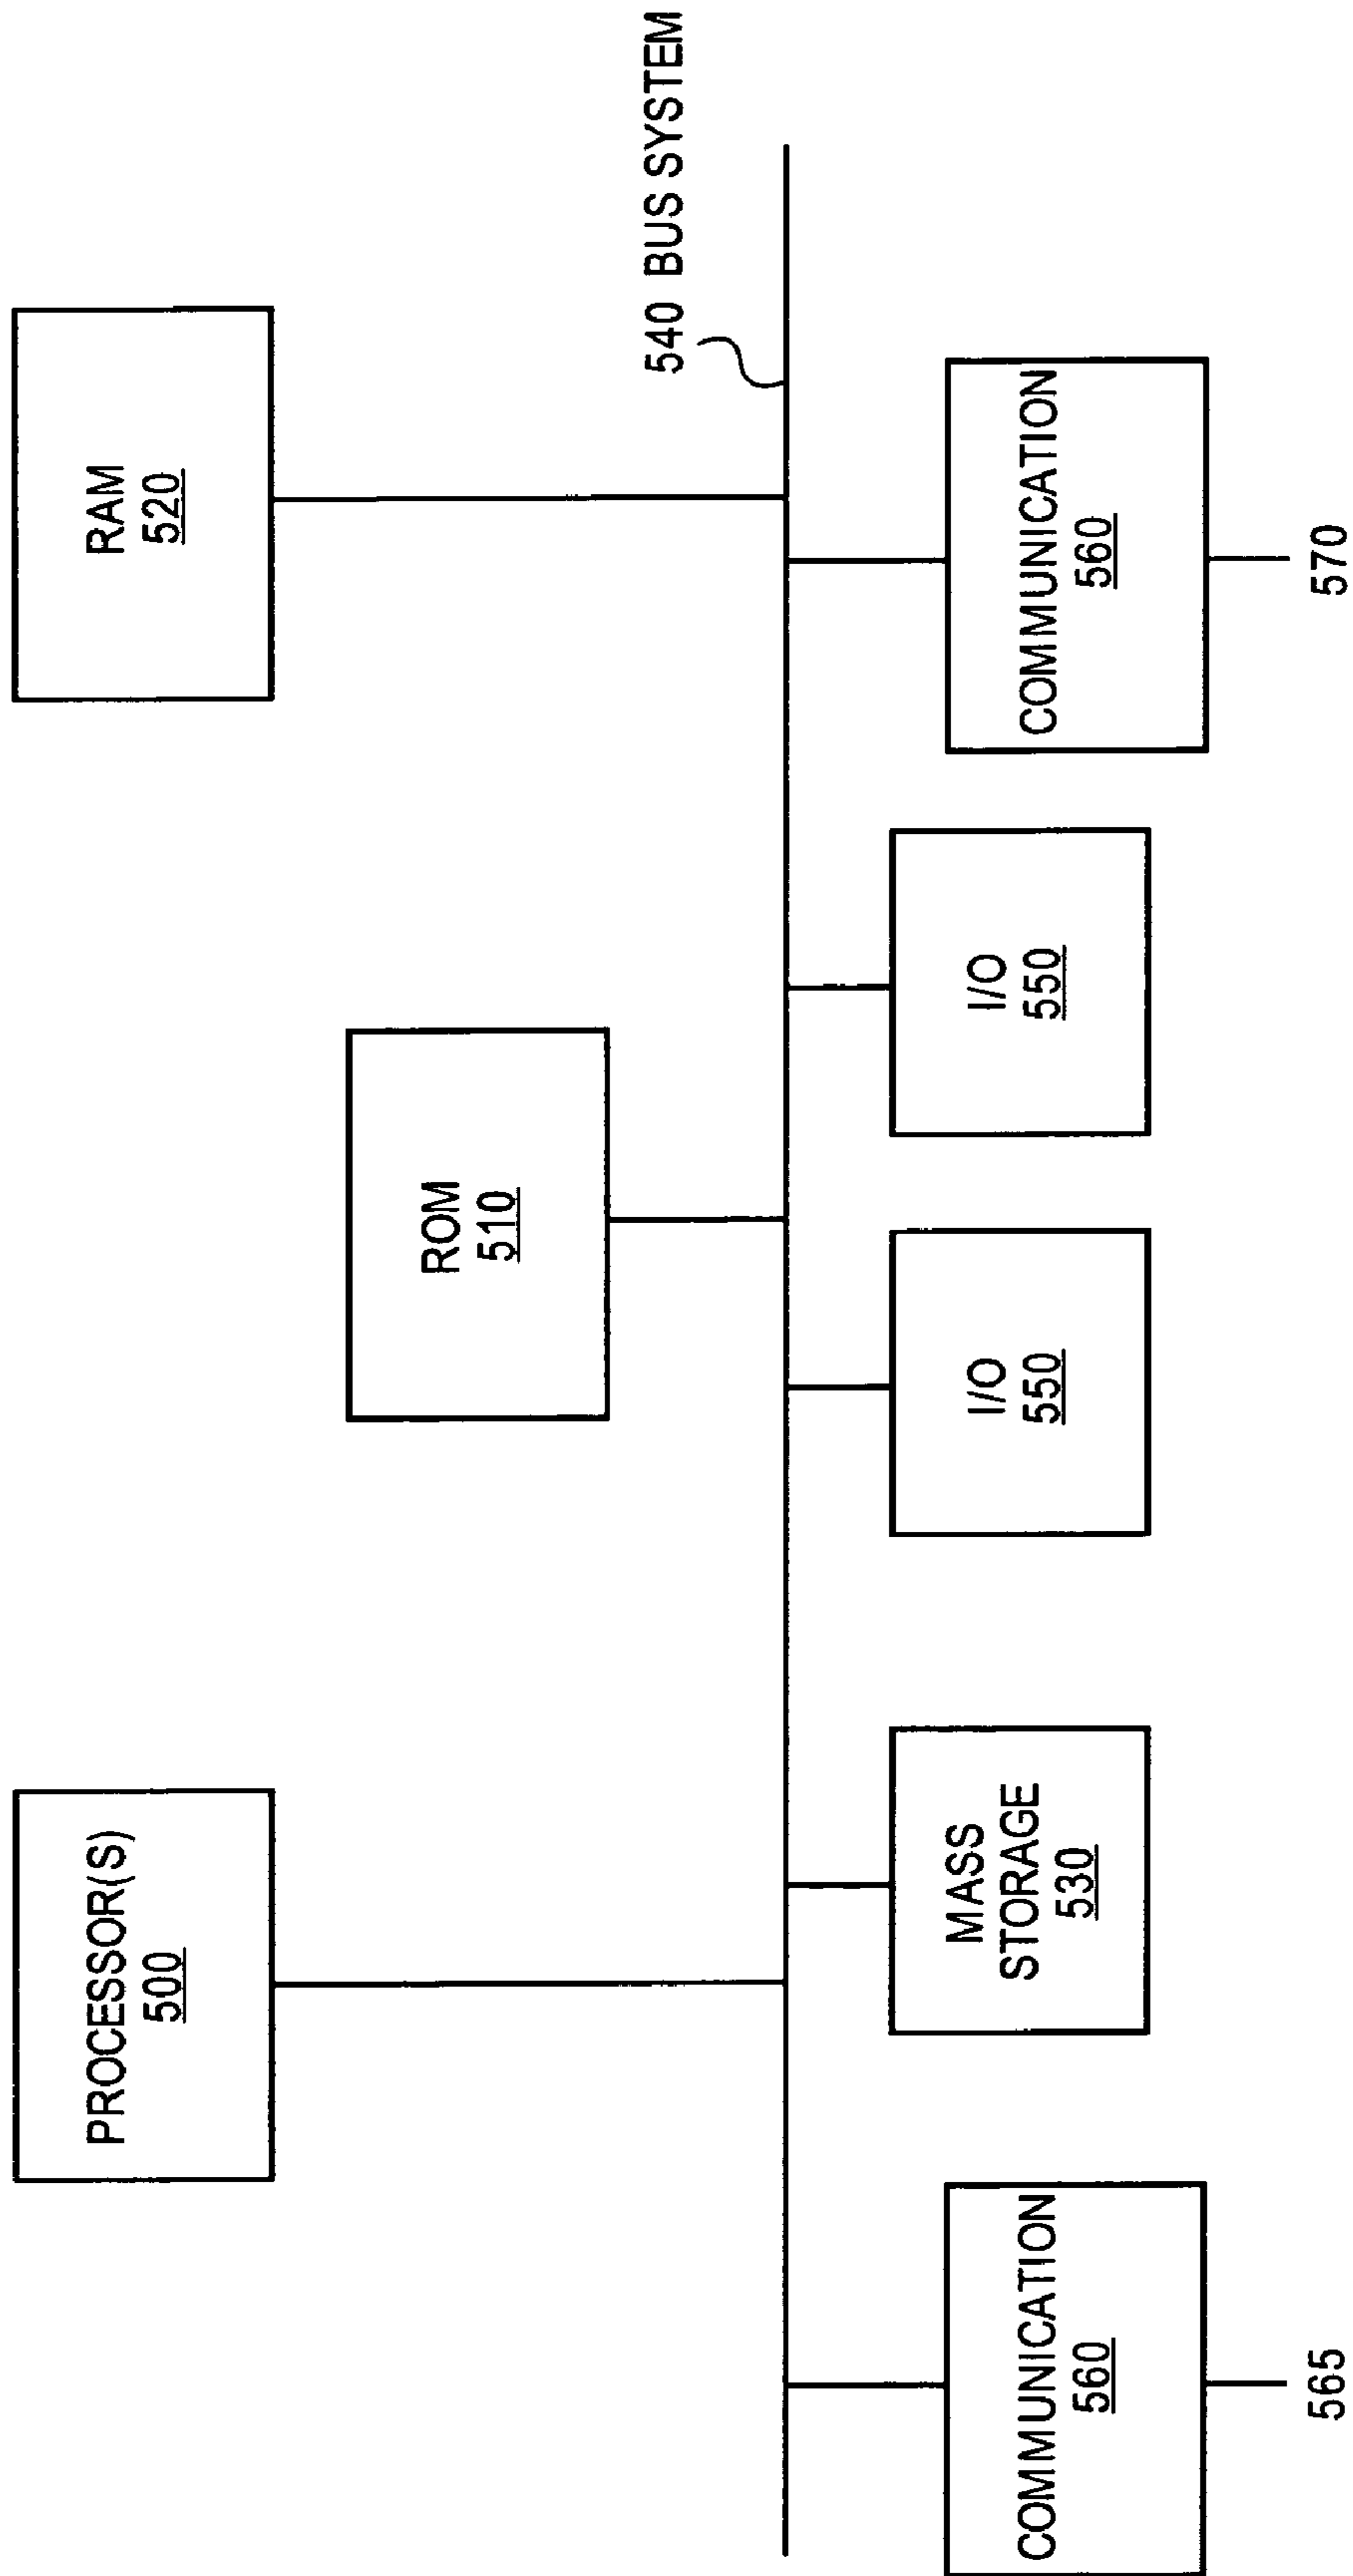 PROCESSOR(S)
500
RAM
520
ROM
510
540 BUS SYSTEM
COMMUNICATION
560
MASS
STORAGE
530
I/O
550
I/O
550
COMMUNICATION
560
565
570